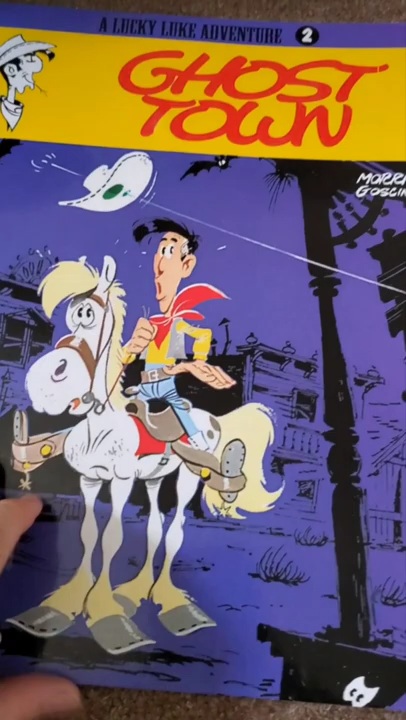 A LUCKY LUKE ADVENTURE 2
GHOST
TOWN
MORRI
GOSCIN